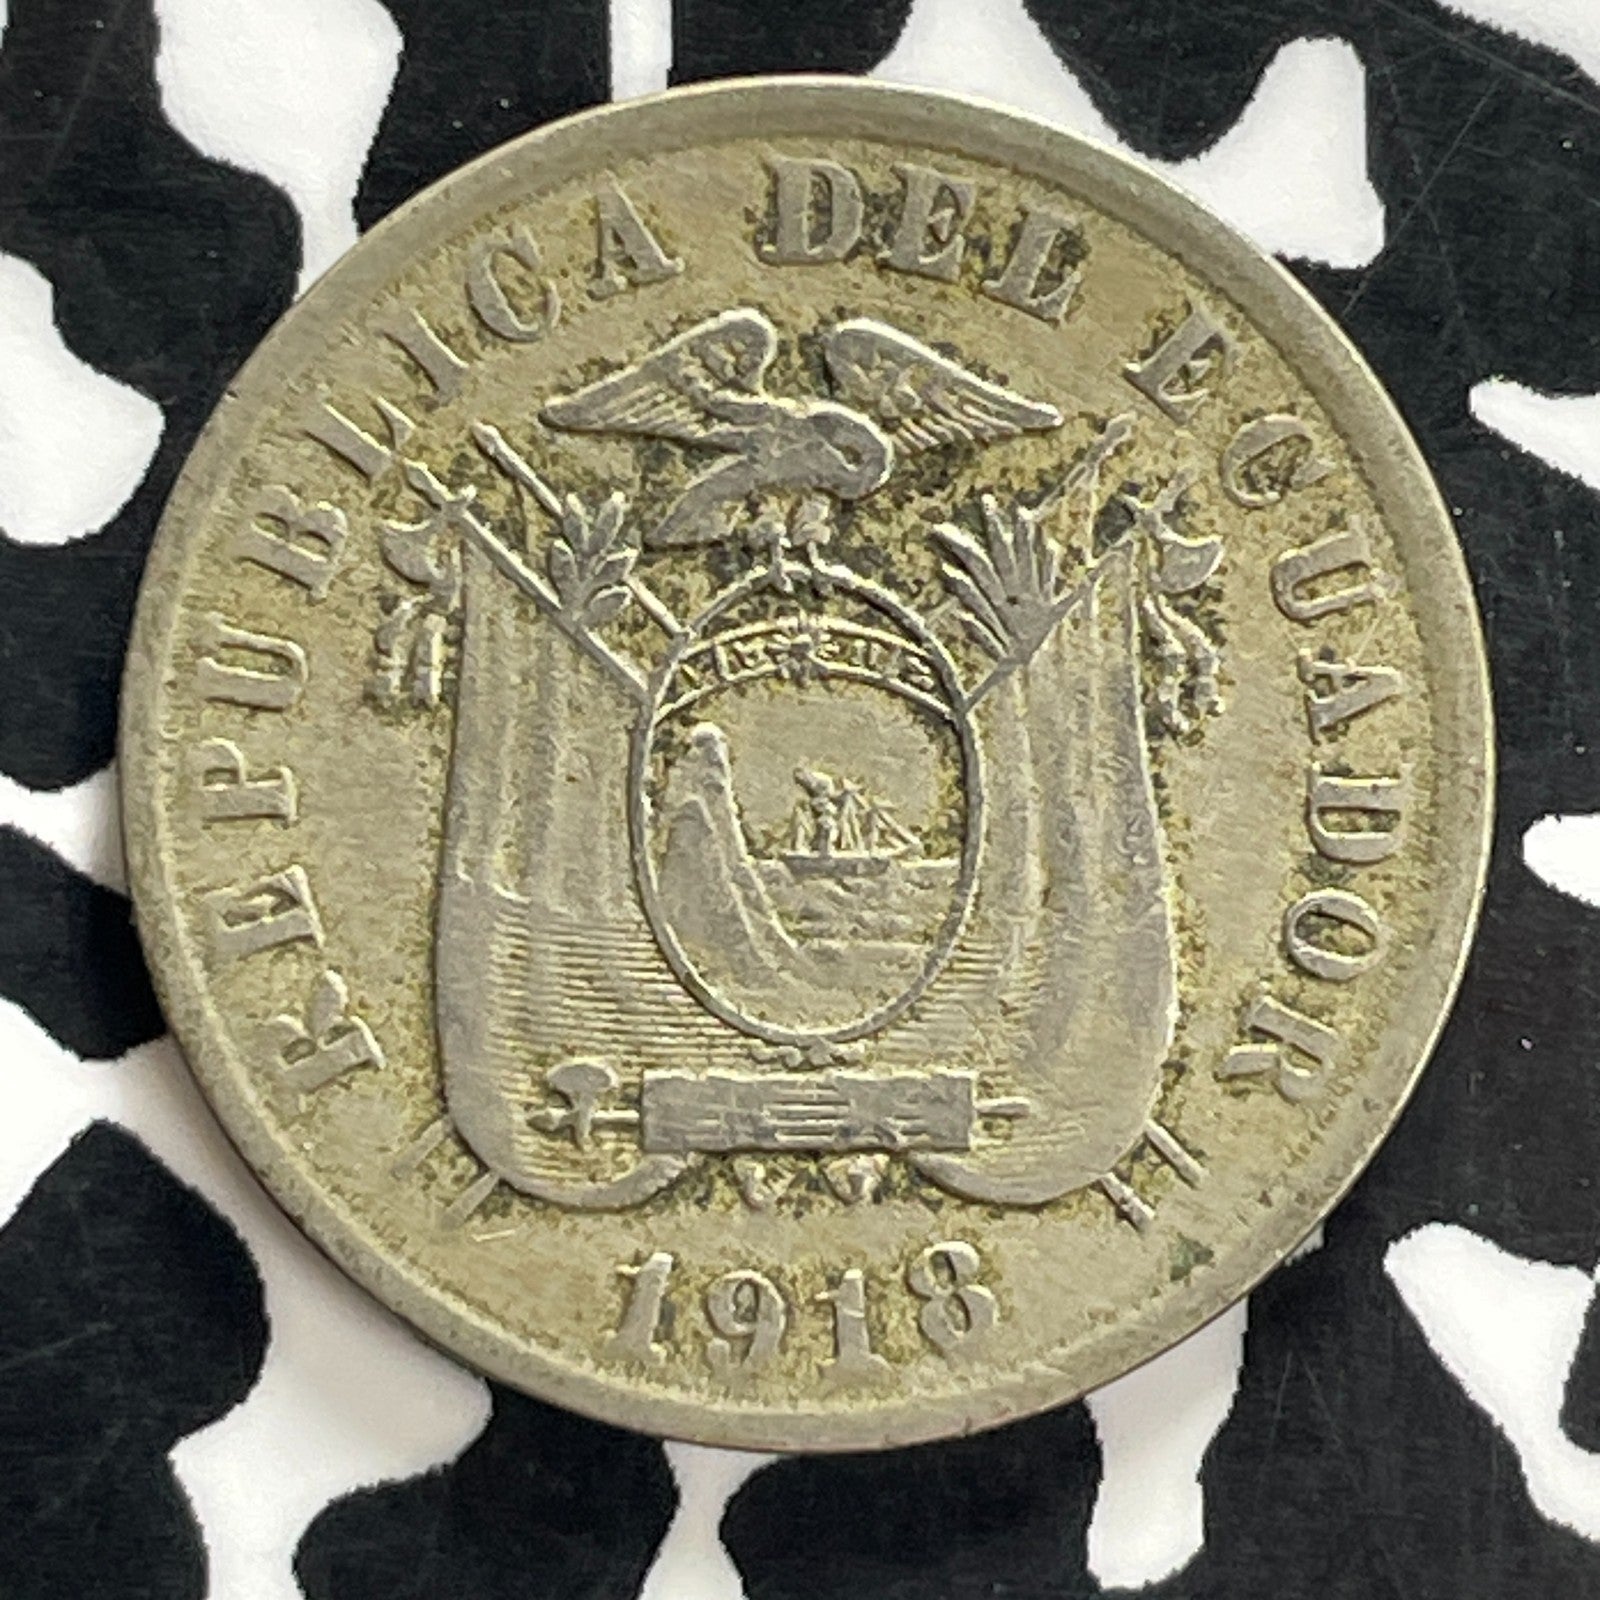 REPUBLICA DEL ECUADOR
1918